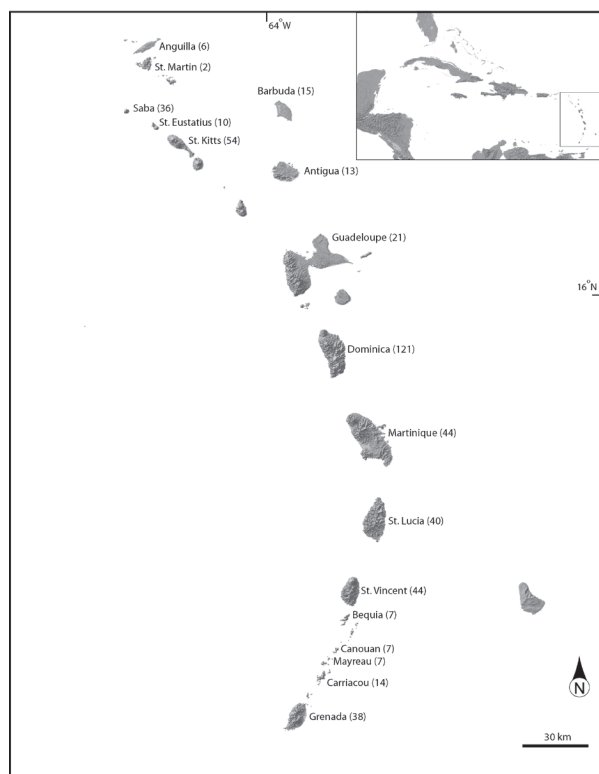 64°W
Anguilla (6)
St. Martin (2)
Barbuda (15)
Saba (36)
St. Eustatius (10)
St. Kitts (54)
Antigua (13)
Guadeloupe (21)
16°N
Dominica (121)
Martinique (44)
St. Lucia (40)
St. Vincent (44)
Bequia (7)
Canouan (7)
Mayreau (7)
Carriacou (14)
N
Grenada (38)
30 km